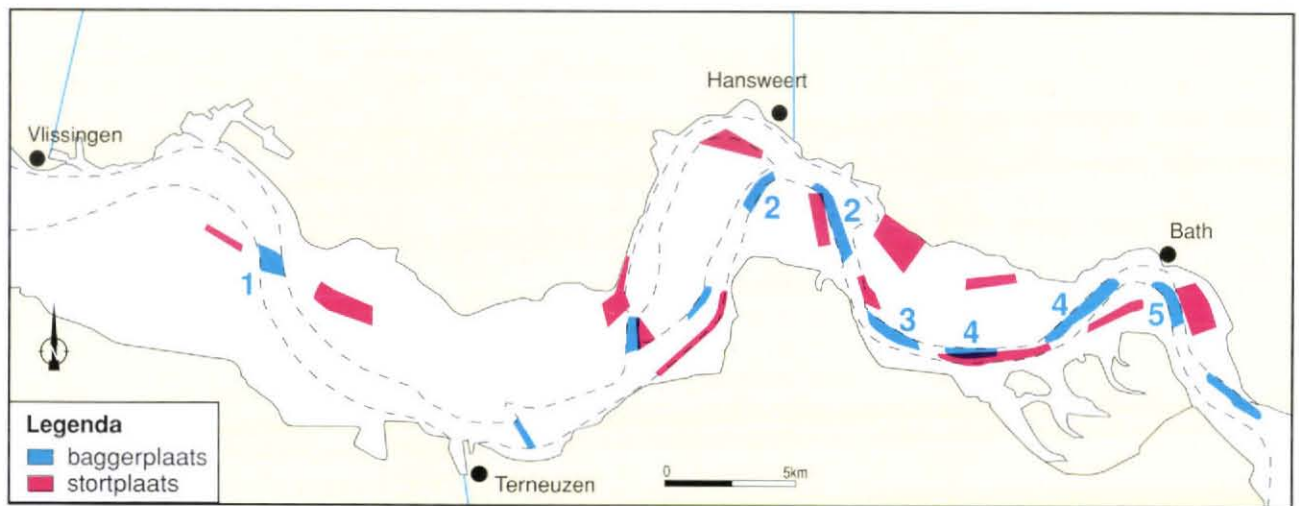 Hansweert
Vlissingen
2
2
Bath
1
4
3
4
5
N
Legenda
baggerplaats
stortplaats
0 5km
Terneuzen